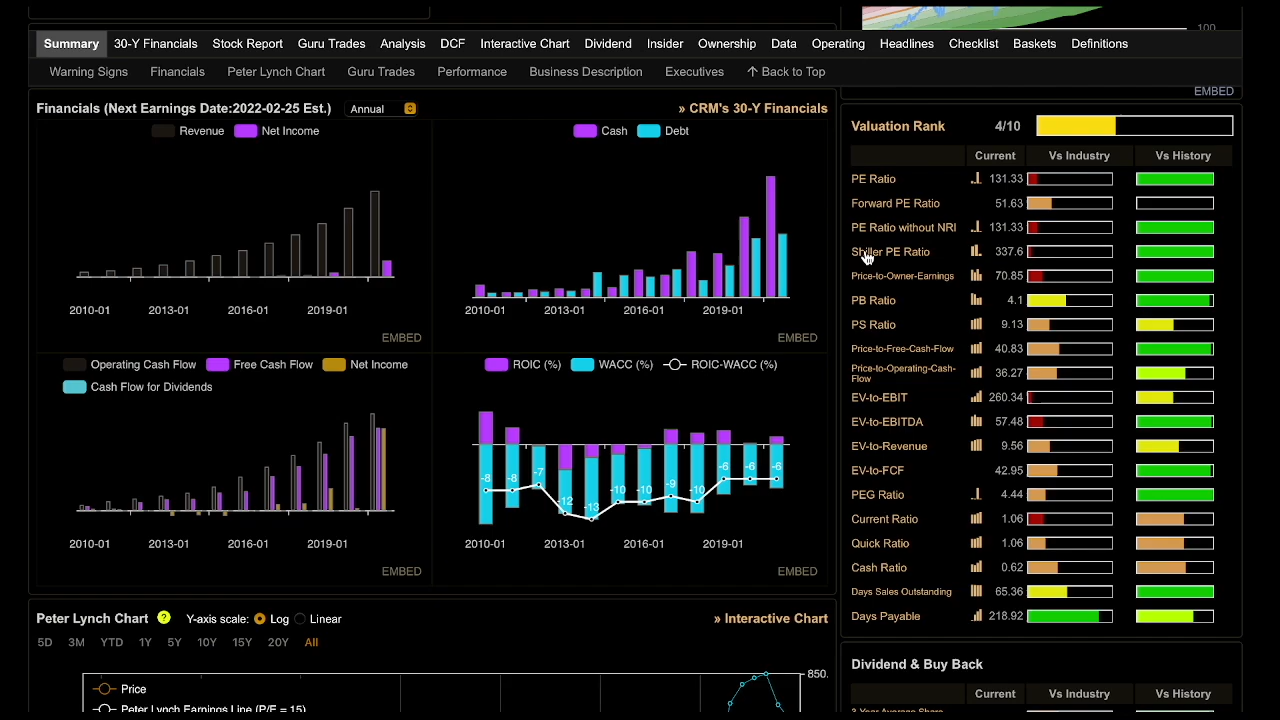 100
Summary 30-Y Financials Stock Report Guru Trades Analysis DCF Interactive Chart Dividend Insider Ownership Data Operating Headlines Checklist Baskets Definitions
Warning Signs Financials Peter Lynch Chart Guru Trades Performance Business Description Executives ↑ Back to Top
EMBED
Financials (Next Earnings Date:2022-02-25 Est.) Annual » CRM's 30-Y Financials
Revenue Net Income
2010-01 2013-01 2016-01 2019-01
EMBED
Cash Debt
2010-01 2013-01 2016-01 2019-01
EMBED
Operating Cash Flow Free Cash Flow Net Income
Cash Flow for Dividends
2010-01 2013-01 2016-01 2019-01
EMBED
ROIC (%) WACC (%) ROIC-WACC (%)
-8 -8 -7 -12 -13 -10 -10 -9 -10 -6 -6 -6
2010-01 2013-01 2016-01 2019-01
EMBED
Peter Lynch Chart ? Y-axis scale: Log Linear » Interactive Chart
5D 3M YTD 1Y 5Y 10Y 15Y 20Y All
850.
Price
Peter Lynch Earnings Line (P/E = 15)
Valuation Rank 4/10
Current Vs Industry Vs History
PE Ratio 131.33
Forward PE Ratio 51.63
PE Ratio without NRI 131.33
Shiller PE Ratio 337.6
Price-to-Owner-Earnings 70.85
PB Ratio 4.1
PS Ratio 9.13
Price-to-Free-Cash-Flow 40.83
Price-to-Operating-Cash-
Flow 36.27
EV-to-EBIT 260.34
EV-to-EBITDA 57.48
EV-to-Revenue 9.56
EV-to-FCF 42.95
PEG Ratio 4.44
Current Ratio 1.06
Quick Ratio 1.06
Cash Ratio 0.62
Days Sales Outstanding 65.36
Days Payable 218.92
Dividend & Buy Back
Current Vs Industry Vs History
3-Year Average Share